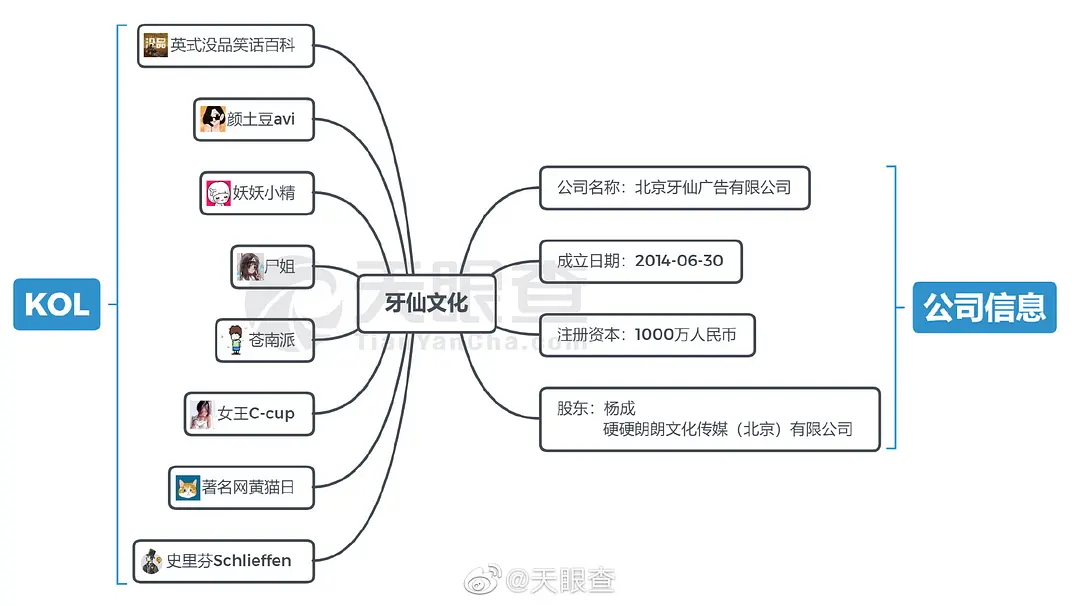 KOL
英式没品笑话百科
颜土豆avi
妖妖小精
尸姐
苍南派
女王C-cup
著名网黄猫日
史里芬Schlieffen
没品
牙仙文化
天眼查
TianYanCha.com
公司名称：北京牙仙广告有限公司
成立日期：2014-06-30
注册资本：1000万人民币
股东：杨成
硬硬朗朗文化传媒（北京）有限公司
公司信息
@天眼查